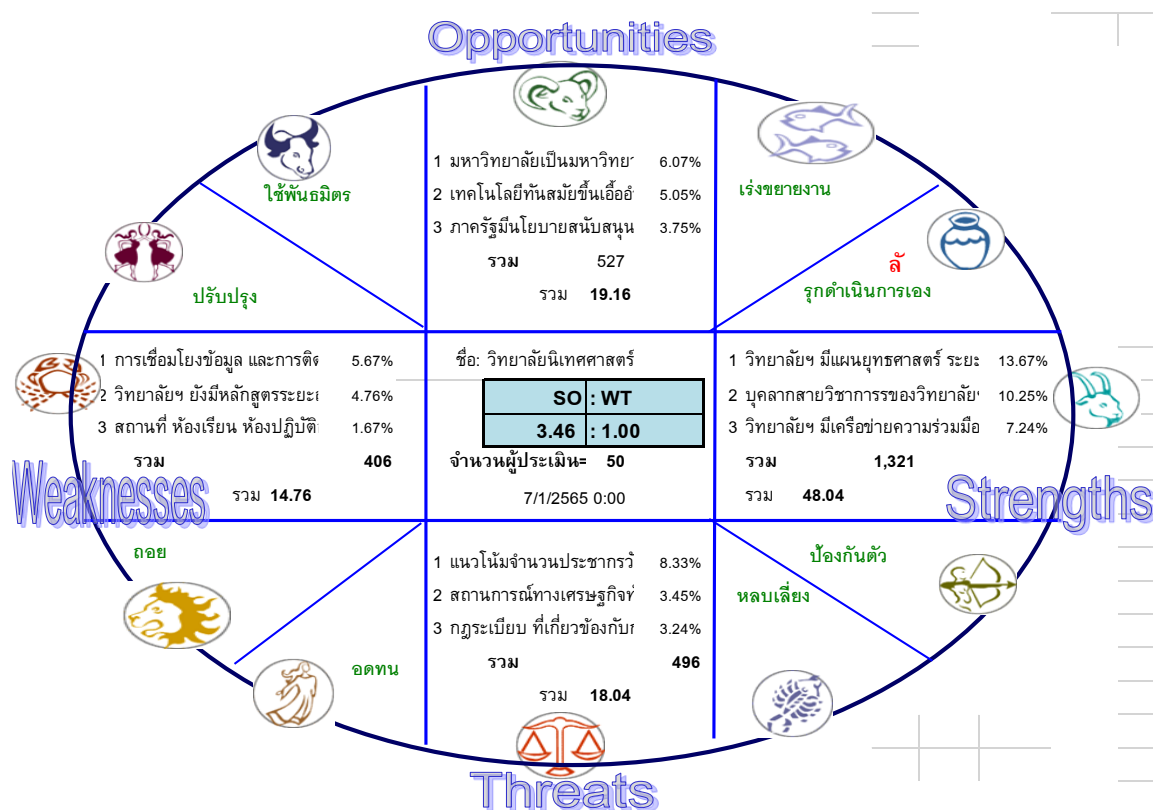 Opportunities
1 มหาวิทยาลัยเป็นมหาวิทยา 6.07%
2 เทคโนโลยีทันสมัยขึ้นเอื้ออำ 5.05%
3 ภาครัฐมีนโยบายสนับสนุน 3.75%
รวม 527
รวม 19.16
ใช้พันธมิตร
เร่งขยายงาน
ปรับปรุง
ลั
รุกดำเนินการเอง
1 การเชื่อมโยงข้อมูล และการติด 5.67%
2 วิทยาลัยฯ ยังมีหลักสูตรระยะ 4.76%
3 สถานที่ ห้องเรียน ห้องปฏิบัติ 1.67%
รวม 406
Weaknesses
รวม 14.76
ชื่อ: วิทยาลัยนิเทศศาสตร์
SO : WT
3.46 : 1.00
จำนวนผู้ประเมิน= 50
7/1/2565 0:00
1 วิทยาลัยฯ มีแผนยุทธศาสตร์ ระยะ 13.67%
2 บุคลากสายวิชาการรของวิทยาลัย 10.25%
3 วิทยาลัยฯ มีเครือข่ายความร่วมมือ 7.24%
รวม 1,321
รวม 48.04
Strengths
ถอย
ป้องกันตัว
หลบเลี่ยง
อดทน
1 แนวโน้มจำนวนประชากรวั 8.33%
2 สถานการณ์ทางเศรษฐกิจ 3.45%
3 กฎระเบียบ ที่เกี่ยวข้องกับ 3.24%
รวม 496
รวม 18.04
Threats